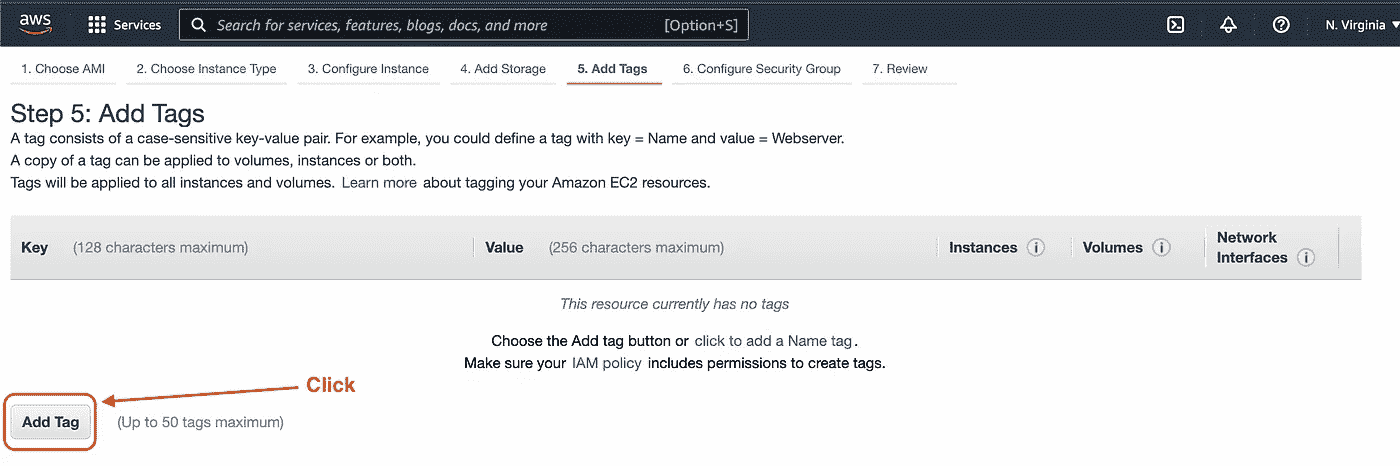 aws Services Search for services, features, blogs, docs, and more [Option+S] N. Virginia
1. Choose AMI 2. Choose Instance Type 3. Configure Instance 4. Add Storage 5. Add Tags 6. Configure Security Group 7. Review
Step 5: Add Tags
A tag consists of a case-sensitive key-value pair. For example, you could define a tag with key = Name and value = Webserver.
A copy of a tag can be applied to volumes, instances or both.
Tags will be applied to all instances and volumes. Learn more about tagging your Amazon EC2 resources.
Key (128 characters maximum) Value (256 characters maximum) Instances Volumes Network
Interfaces
This resource currently has no tags
Choose the Add tag button or click to add a Name tag.
Make sure your IAM policy includes permissions to create tags.
Click
Add Tag (Up to 50 tags maximum)